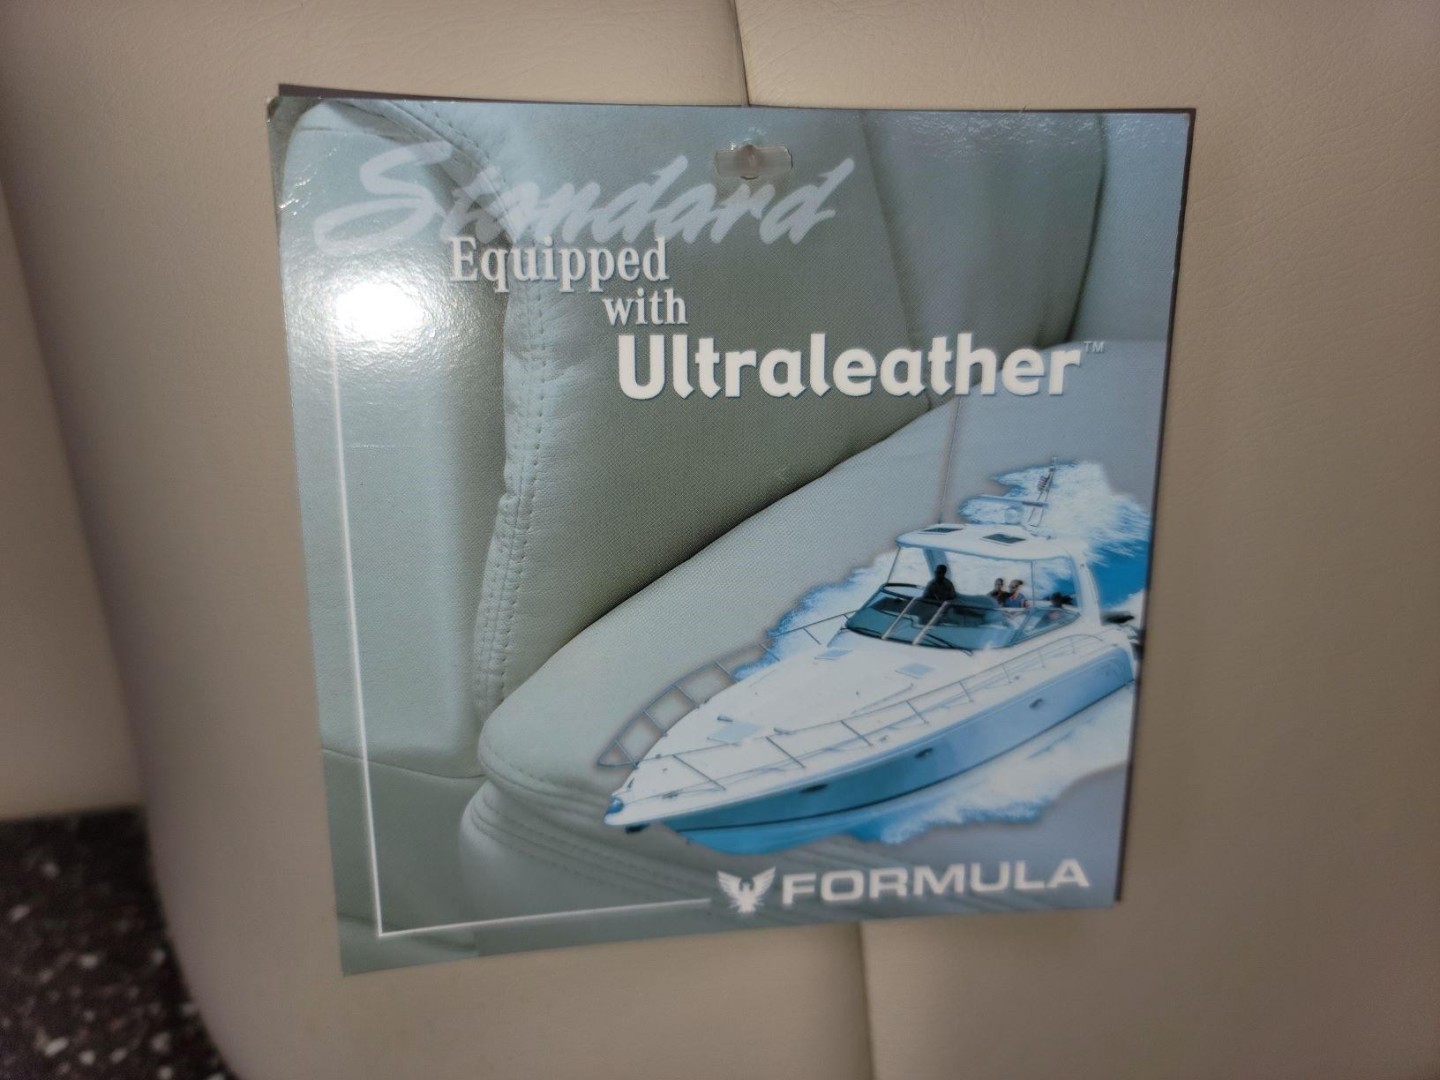 Standard
Equipped
with
Ultraleather™
FORMULA